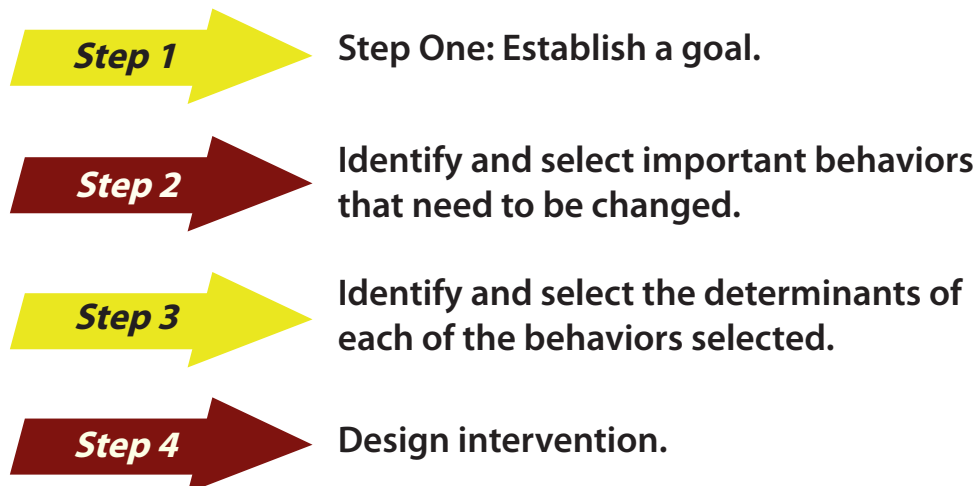 Step 1
Step One: Establish a goal.
Step 2
Identify and select important behaviors
that need to be changed.
Step 3
Identify and select the determinants of
each of the behaviors selected.
Step 4
Design intervention.